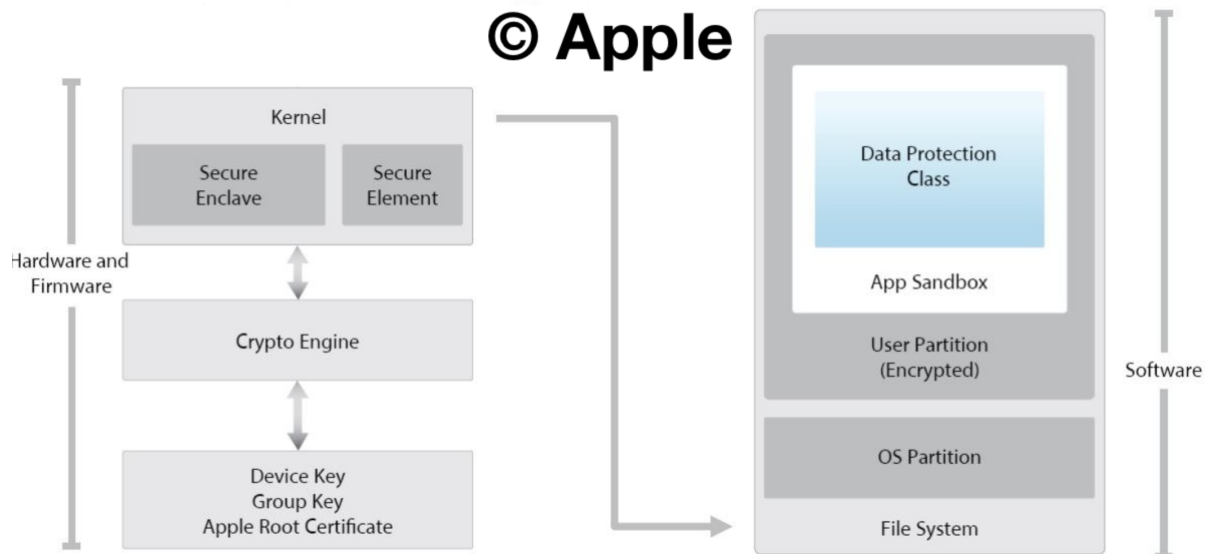 © Apple
Kernel
Secure
Enclave
Secure
Element
Hardware and
Firmware
Crypto Engine
Device Key
Group Key
Apple Root Certificate
Data Protection
Class
App Sandbox
User Partition
(Encrypted)
OS Partition
File System
Software